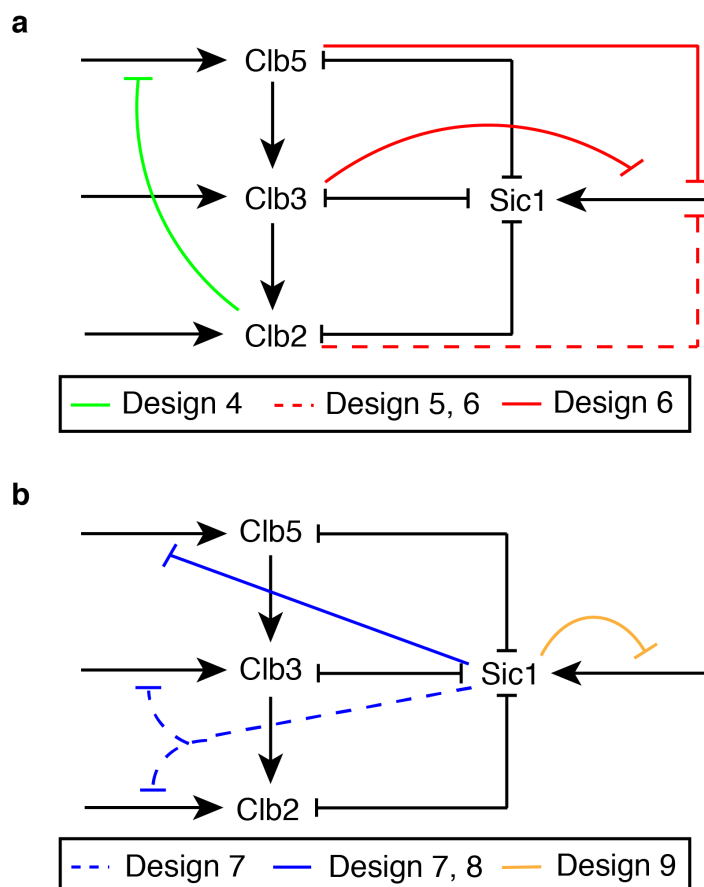 a
Clb5
Clb3
Sic1
Clb2
Design 4 Design 5, 6 Design 6
b
Clb5
Clb3
Sic1
Clb2
Design 7 Design 7, 8 Design 9